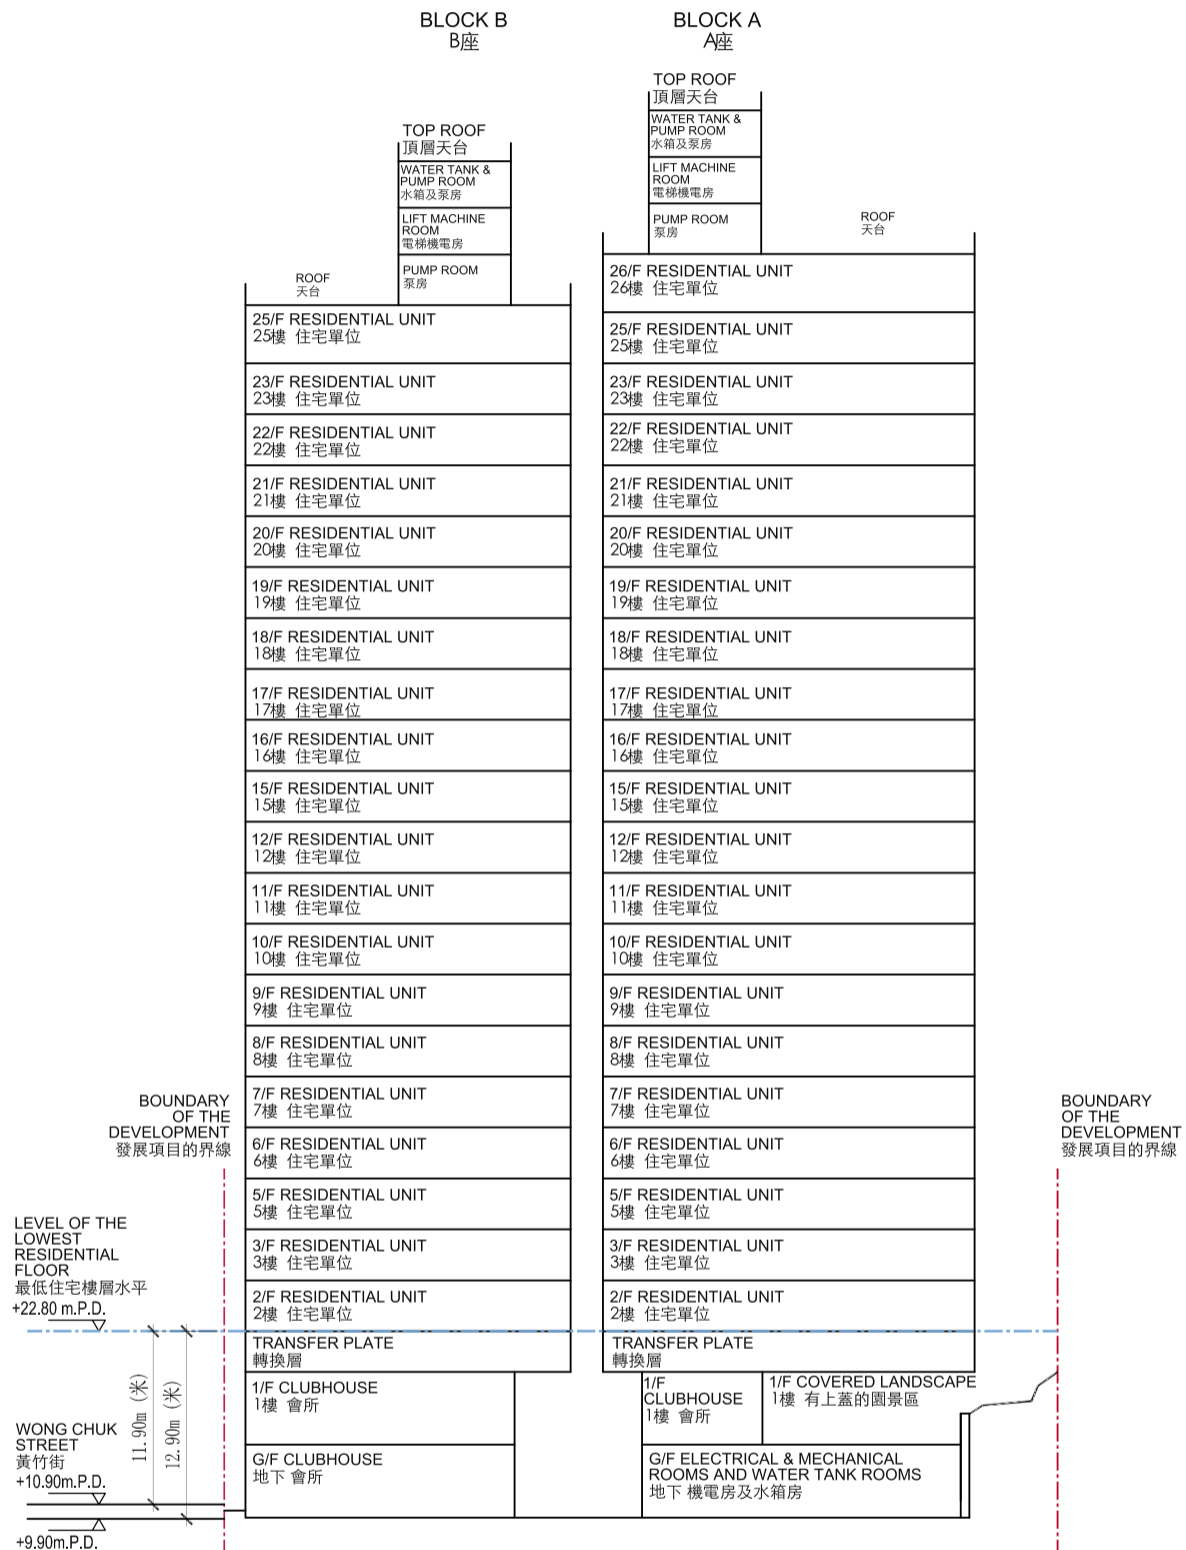 BLOCK B
B座
BLOCK A
A座
TOP ROOF
頂層天台
WATER TANK &
PUMP ROOM
水箱及泵房
LIFT MACHINE
ROOM
電梯機電房
PUMP ROOM
泵房
ROOF
天台
25/F RESIDENTIAL UNIT
25樓 住宅單位
23/F RESIDENTIAL UNIT
23樓 住宅單位
22/F RESIDENTIAL UNIT
22樓 住宅單位
21/F RESIDENTIAL UNIT
21樓 住宅單位
20/F RESIDENTIAL UNIT
20樓 住宅單位
19/F RESIDENTIAL UNIT
19樓 住宅單位
18/F RESIDENTIAL UNIT
18樓 住宅單位
17/F RESIDENTIAL UNIT
17樓 住宅單位
16/F RESIDENTIAL UNIT
16樓 住宅單位
15/F RESIDENTIAL UNIT
15樓 住宅單位
12/F RESIDENTIAL UNIT
12樓 住宅單位
11/F RESIDENTIAL UNIT
11樓 住宅單位
10/F RESIDENTIAL UNIT
10樓 住宅單位
9/F RESIDENTIAL UNIT
9樓 住宅單位
8/F RESIDENTIAL UNIT
8樓 住宅單位
7/F RESIDENTIAL UNIT
7樓 住宅單位
6/F RESIDENTIAL UNIT
6樓 住宅單位
5/F RESIDENTIAL UNIT
5樓 住宅單位
3/F RESIDENTIAL UNIT
3樓 住宅單位
2/F RESIDENTIAL UNIT
2樓 住宅單位
TRANSFER PLATE
轉換層
1/F CLUBHOUSE
1樓 會所
G/F CLUBHOUSE
地下 會所
TOP ROOF
頂層天台
WATER TANK &
PUMP ROOM
水箱及泵房
LIFT MACHINE
ROOM
電梯機電房
PUMP ROOM
泵房
ROOF
天台
26/F RESIDENTIAL UNIT
26樓 住宅單位
25/F RESIDENTIAL UNIT
25樓 住宅單位
23/F RESIDENTIAL UNIT
23樓 住宅單位
22/F RESIDENTIAL UNIT
22樓 住宅單位
21/F RESIDENTIAL UNIT
21樓 住宅單位
20/F RESIDENTIAL UNIT
20樓 住宅單位
19/F RESIDENTIAL UNIT
19樓 住宅單位
18/F RESIDENTIAL UNIT
18樓 住宅單位
17/F RESIDENTIAL UNIT
17樓 住宅單位
16/F RESIDENTIAL UNIT
16樓 住宅單位
15/F RESIDENTIAL UNIT
15樓 住宅單位
12/F RESIDENTIAL UNIT
12樓 住宅單位
11/F RESIDENTIAL UNIT
11樓 住宅單位
10/F RESIDENTIAL UNIT
10樓 住宅單位
9/F RESIDENTIAL UNIT
9樓 住宅單位
8/F RESIDENTIAL UNIT
8樓 住宅單位
7/F RESIDENTIAL UNIT
7樓 住宅單位
6/F RESIDENTIAL UNIT
6樓 住宅單位
5/F RESIDENTIAL UNIT
5樓 住宅單位
3/F RESIDENTIAL UNIT
3樓 住宅單位
2/F RESIDENTIAL UNIT
2樓 住宅單位
TRANSFER PLATE
轉換層
1/F
CLUBHOUSE
1樓 會所
1/F COVERED LANDSCAPE
1樓 有上蓋的園景區
G/F ELECTRICAL & MECHANICAL
ROOMS AND WATER TANK ROOMS
地下 機電房及水箱房
BOUNDARY
OF THE
DEVELOPMENT
發展項目的界線
BOUNDARY
OF THE
DEVELOPMENT
發展項目的界線
LEVEL OF THE
LOWEST
RESIDENTIAL
FLOOR
最低住宅樓層水平
+22.80 m.P.D.
11.90m (米)
12.90m (米)
WONG CHUK
STREET
黃竹街
+10.90m.P.D.
+9.90m.P.D.